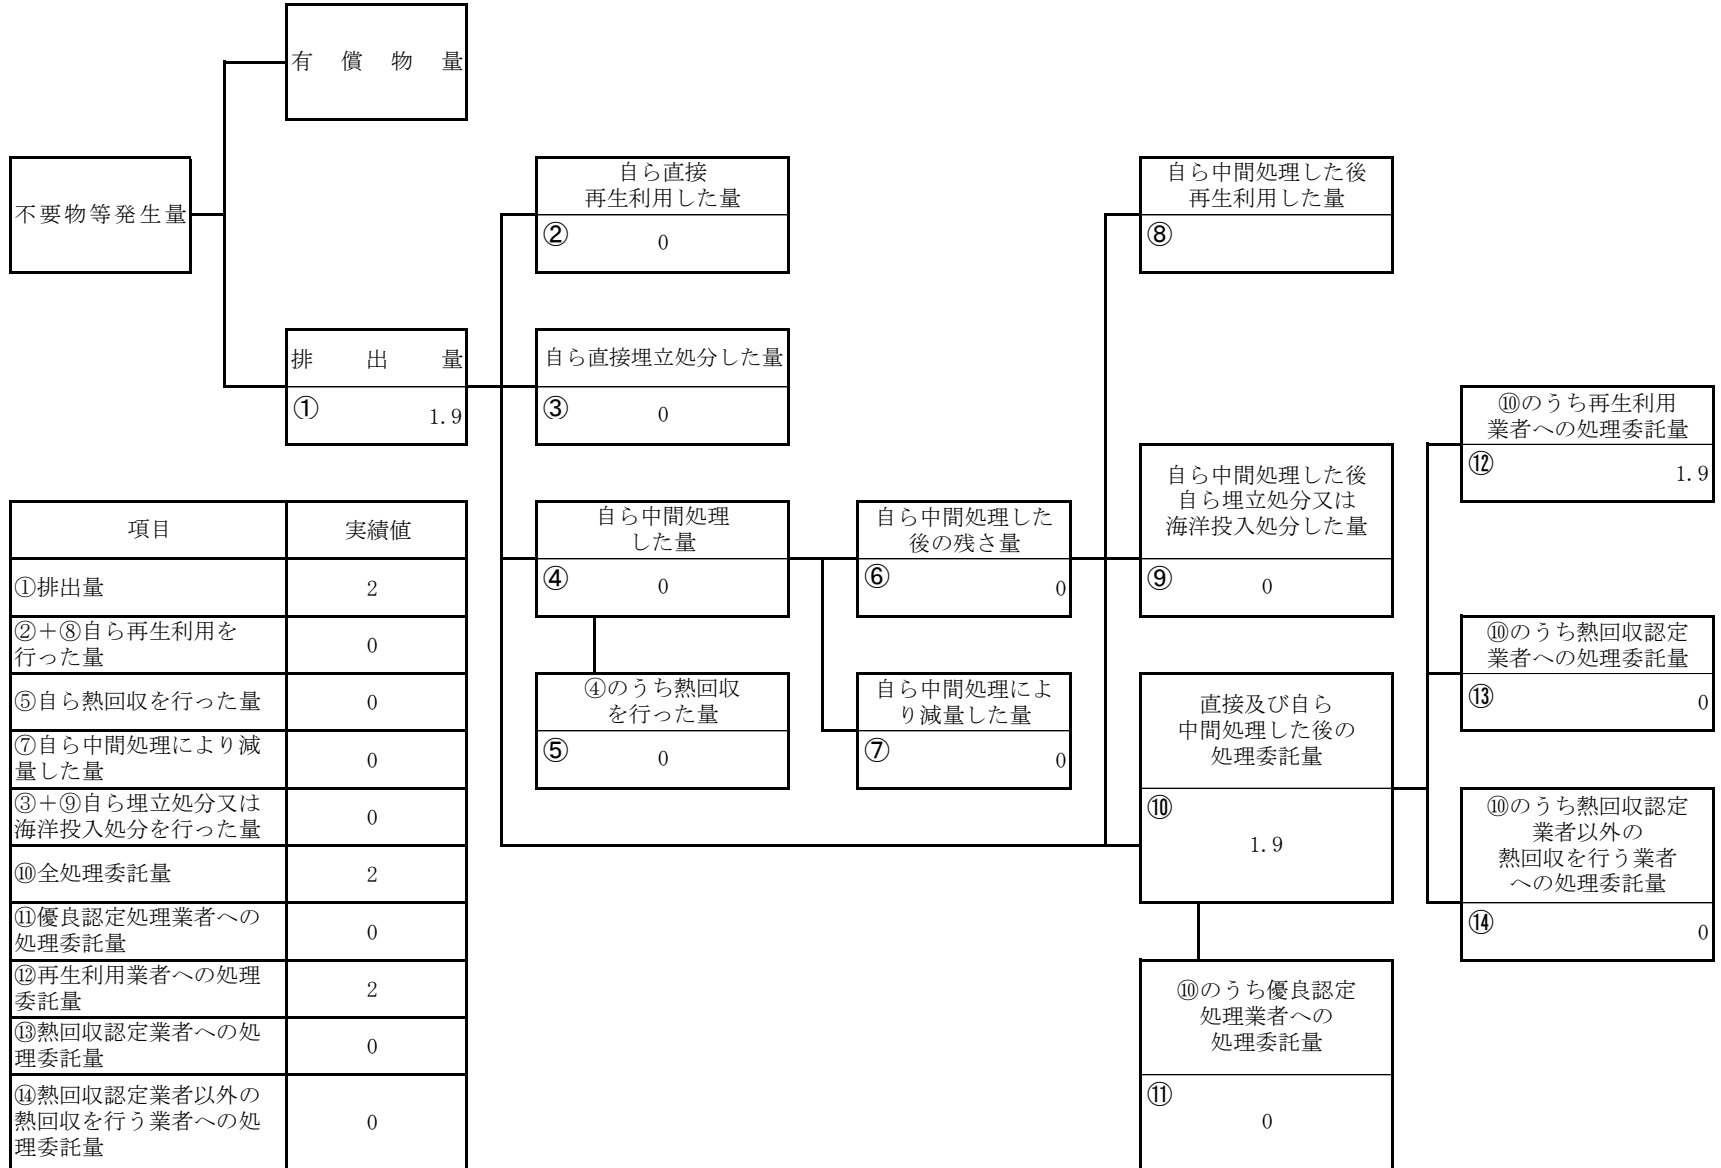 有償物量
不要物等発生量
自ら直接
再生利用した量
②
0
自ら中間処理した後
再生利用した量
⑧
排出量
①
1.9
自ら直接埋立処分した量
③
0
⑩のうち再生利用
業者への処理委託量
⑫
1.9
自ら中間処理
した量
④
0
自ら中間処理した
後の残さ量
⑥
0
自ら中間処理した後
自ら埋立処分又は
海洋投入処分した量
⑨
0
⑩のうち熱回収認定
業者への処理委託量
⑬
0
④のうち熱回収
を行った量
⑤
0
自ら中間処理によ
り減量した量
⑦
0
直接及び自ら
中間処理した後の
処理委託量
⑩
1.9
⑩のうち熱回収認定
業者以外の
熱回収を行う業者
への処理委託量
⑭
0
⑩のうち優良認定
処理業者への
処理委託量
⑪
0
項目 実績値
①排出量 2
②＋⑧自ら再生利用を
行った量 0
⑤自ら熱回収を行った量 0
⑦自ら中間処理により減
量した量 0
③＋⑨自ら埋立処分又は
海洋投入処分を行った量 0
⑩全処理委託量 2
⑪優良認定処理業者への
処理委託量 0
⑫再生利用業者への処理
委託量 2
⑬熱回収認定業者への処
理委託量 0
⑭熱回収認定業者以外の
熱回収を行う業者への処
理委託量 0